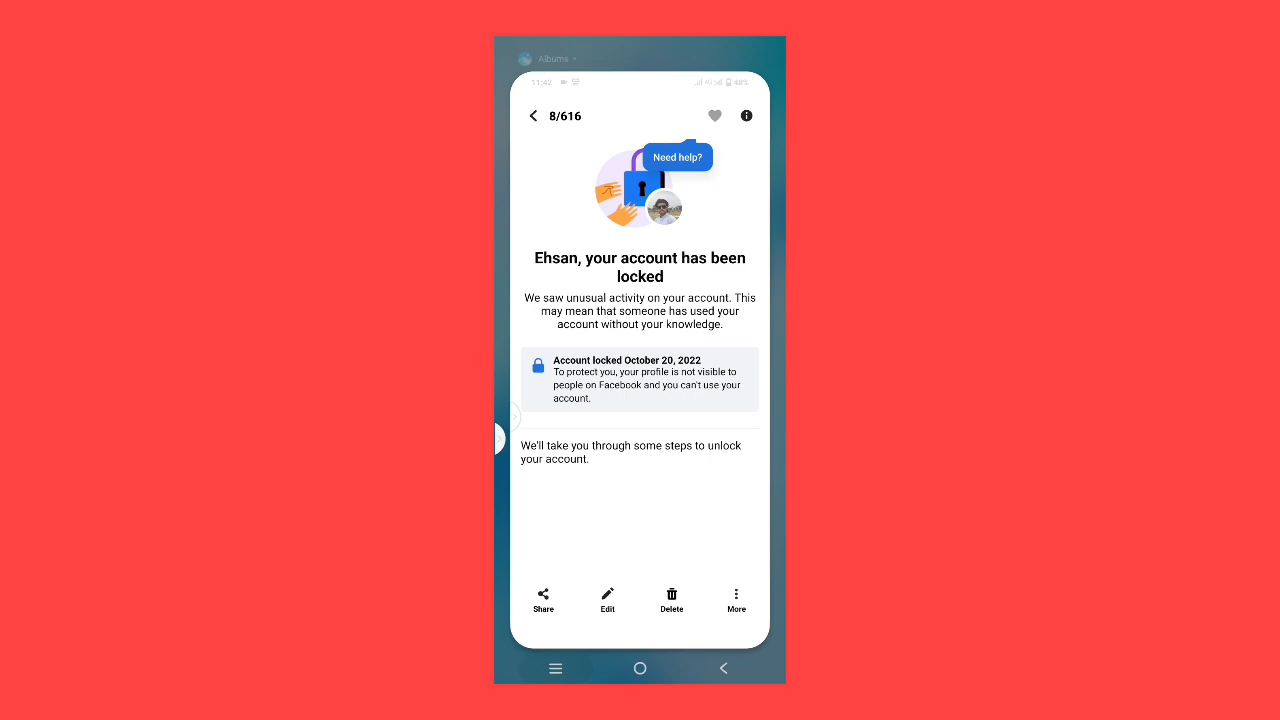 Albums
11:42
48%
8/616
Need help?
Ehsan, your account has been
locked
We saw unusual activity on your account. This
may mean that someone has used your
account without your knowledge.
Account locked October 20, 2022
To protect you, your profile is not visible to
people on Facebook and you can't use your
account.
We'll take you through some steps to unlock
your account.
Share
Edit
Delete
More